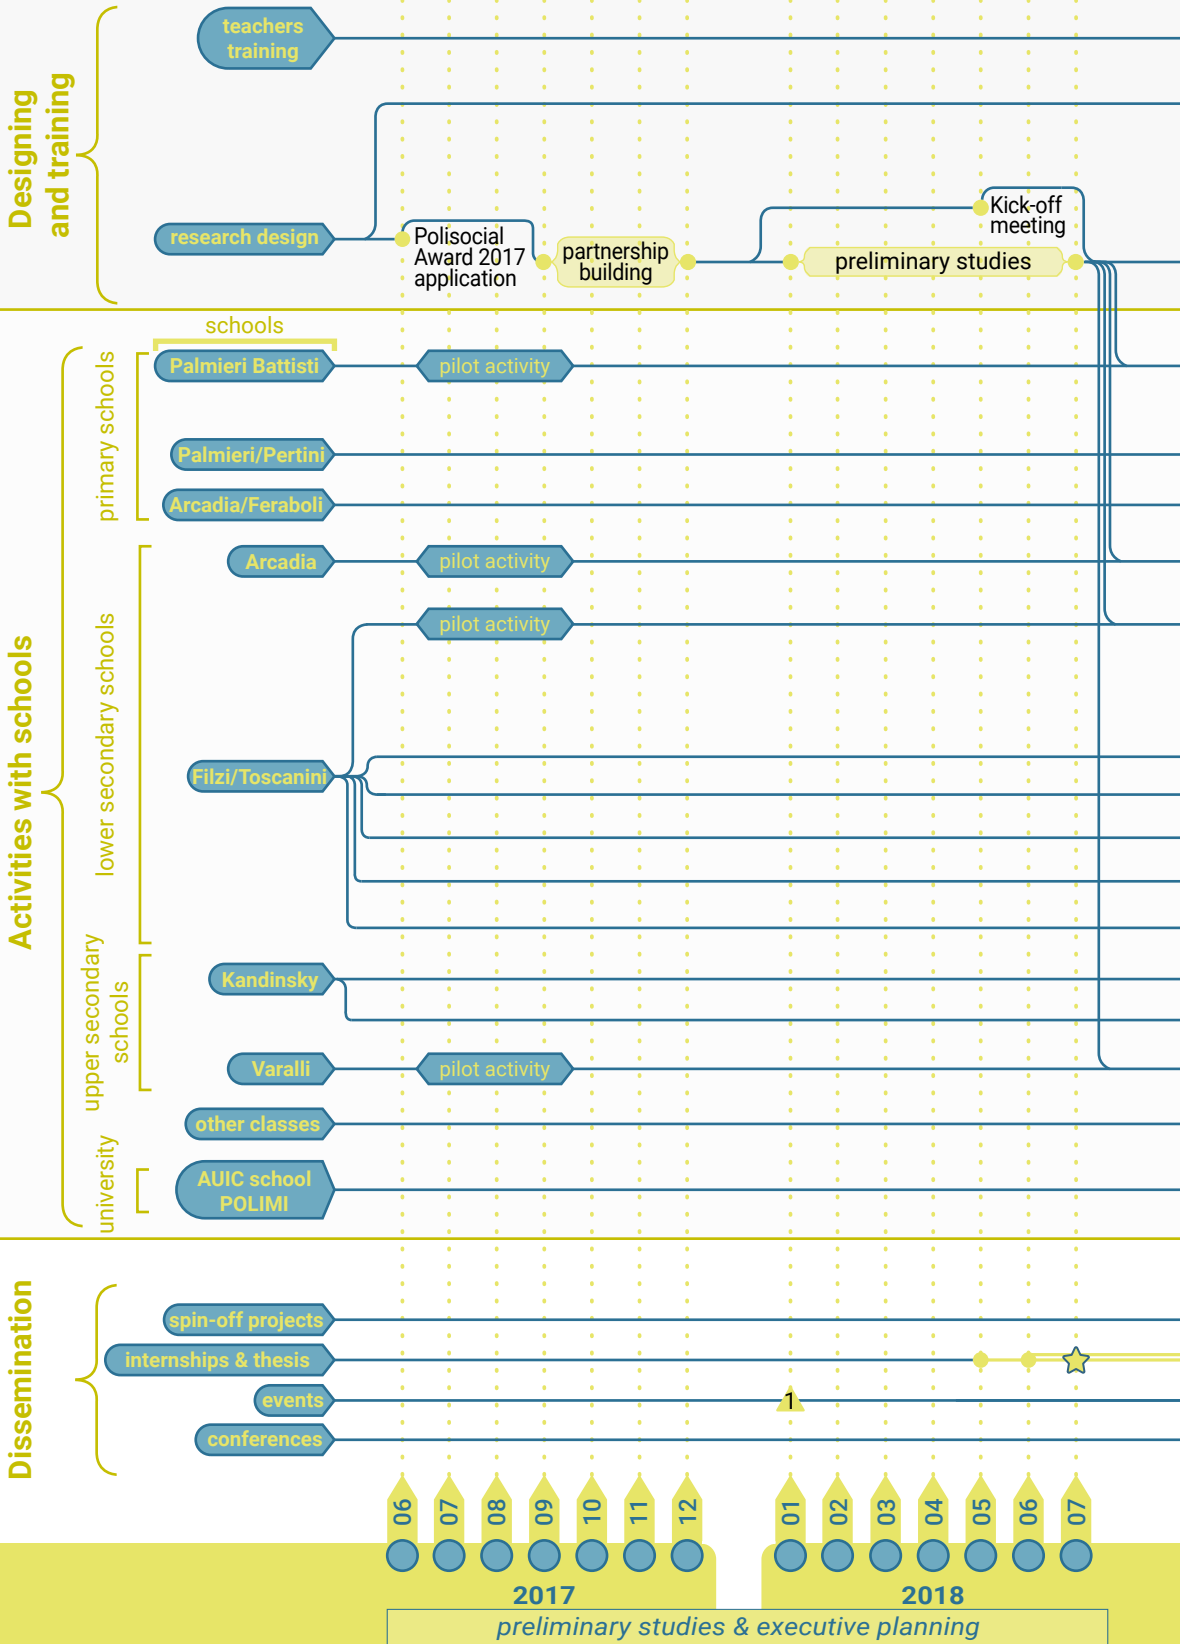 Designing
and training
teachers
training
research design
Polisocial
Award 2017
application
partnership
building
preliminary studies
Kick-off
meeting
Activities with schools
schools
primary schools
Palmieri Battisti
pilot activity
Palmieri/Pertini
Arcadia/Feraboli
lower secondary schools
Arcadia
pilot activity
pilot activity
Filzi/Toscanini
upper secondary
schools
Kandinsky
Varalli
pilot activity
other classes
university
AUIC school
POLIMI
Dissemination
spin-off projects
internships & thesis
events
1
conferences
06 07 08 09 10 11 12 01 02 03 04 05 06 07
2017 2018
preliminary studies & executive planning